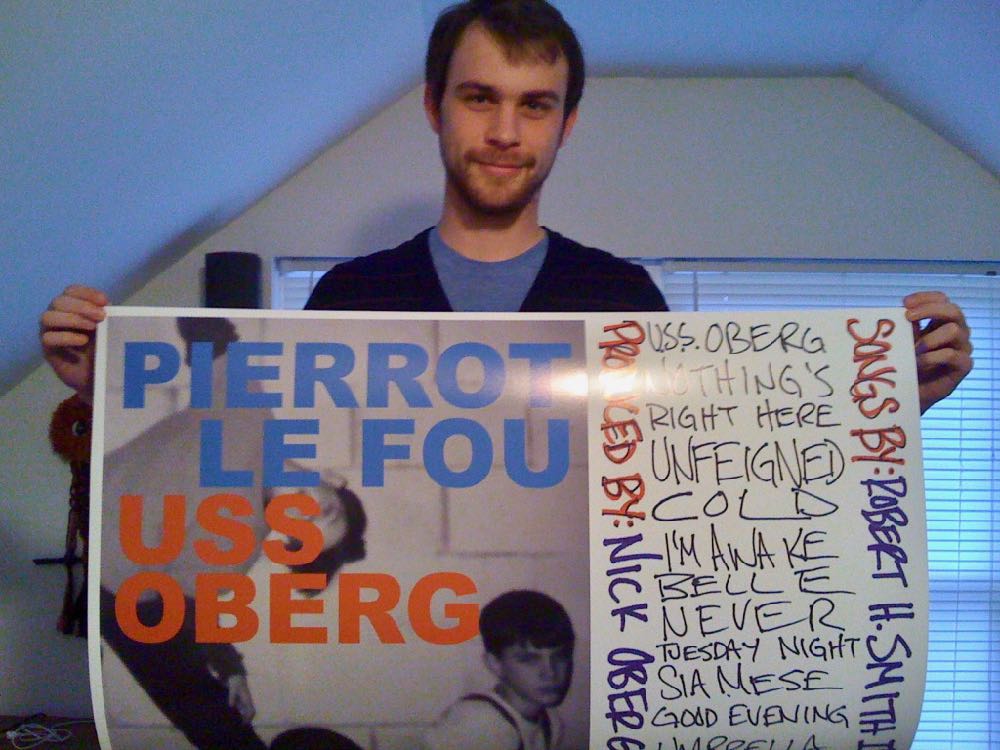 PIERROT
LE FOU
USS
OBERG
PRODUCED BY: NICK OBERG
USS. OBERG
NOTHING'S
RIGHT HERE
UNFEIGNED
COLD
I'M AWAKE
BELLE
NEVER
TUESDAY NIGHT
SIAMESE
GOOD EVENING
UMBRELLA
SONGS BY: ROBERT H. SMITH